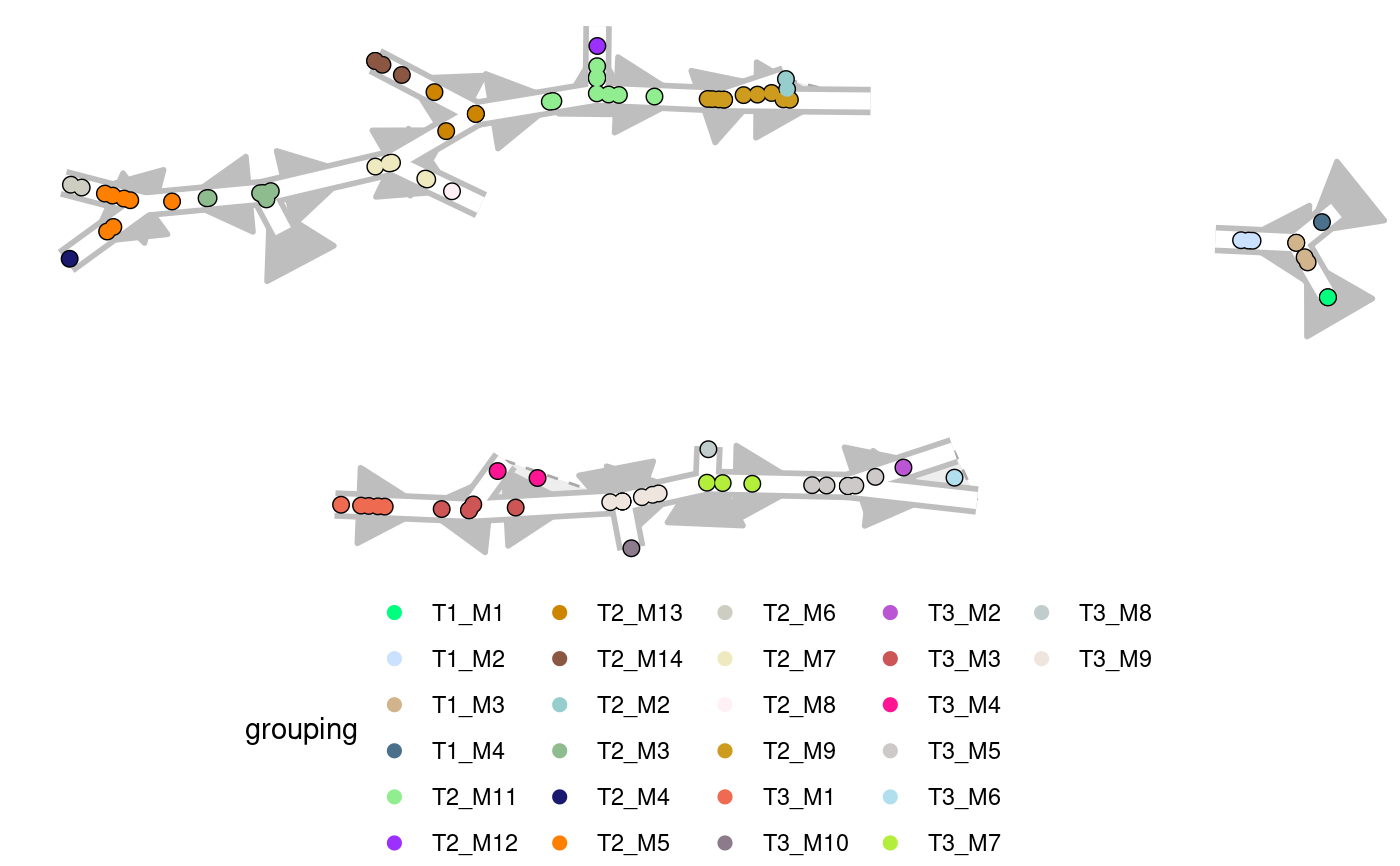 T1_M1 T2_M13 T2_M6 T3_M2 T3_M8
T1_M2 T2_M14 T2_M7 T3_M3 T3_M9
T1_M3 T2_M2 T2_M8 T3_M4
grouping
T1_M4 T2_M3 T2_M9 T3_M5
T2_M11 T2_M4 T3_M1 T3_M6
T2_M12 T2_M5 T3_M10 T3_M7